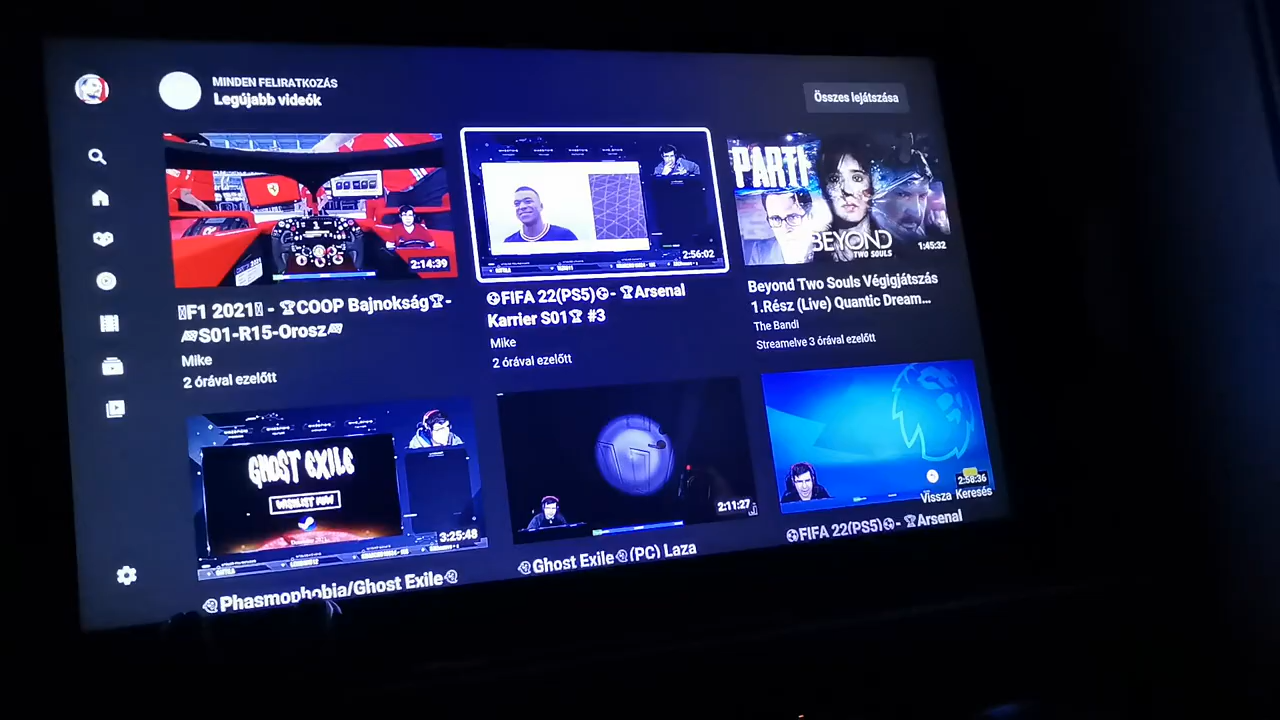 MINDEN FELIRATKOZÁS
Legújabb videók
Összes lejátszása
2:14:39
F1 2021 - 🏆COOP Bajnokság🏆-
🏁S01-R15-Orosz🏁
Mike
2 órával ezelőtt
2:56:02
⚽FIFA 22(PS5)⚽- 🏆Arsenal
Karrier S01🏆 #3
Mike
2 órával ezelőtt
PART1
BEYOND
TWO SOULS
1:45:32
Beyond Two Souls Végigjátszás
1.Rész (Live) Quantic Dream...
The Bandi
Streamelve 3 órával ezelőtt
GHOST EXILE
WISHLIST NOW
3:25:48
Phasmophobia/Ghost Exile
2:11:27
Ghost Exile (PC) Laza
2:58:36
Vissza Keresés
⚽FIFA 22(PS5)⚽- 🏆Arsenal